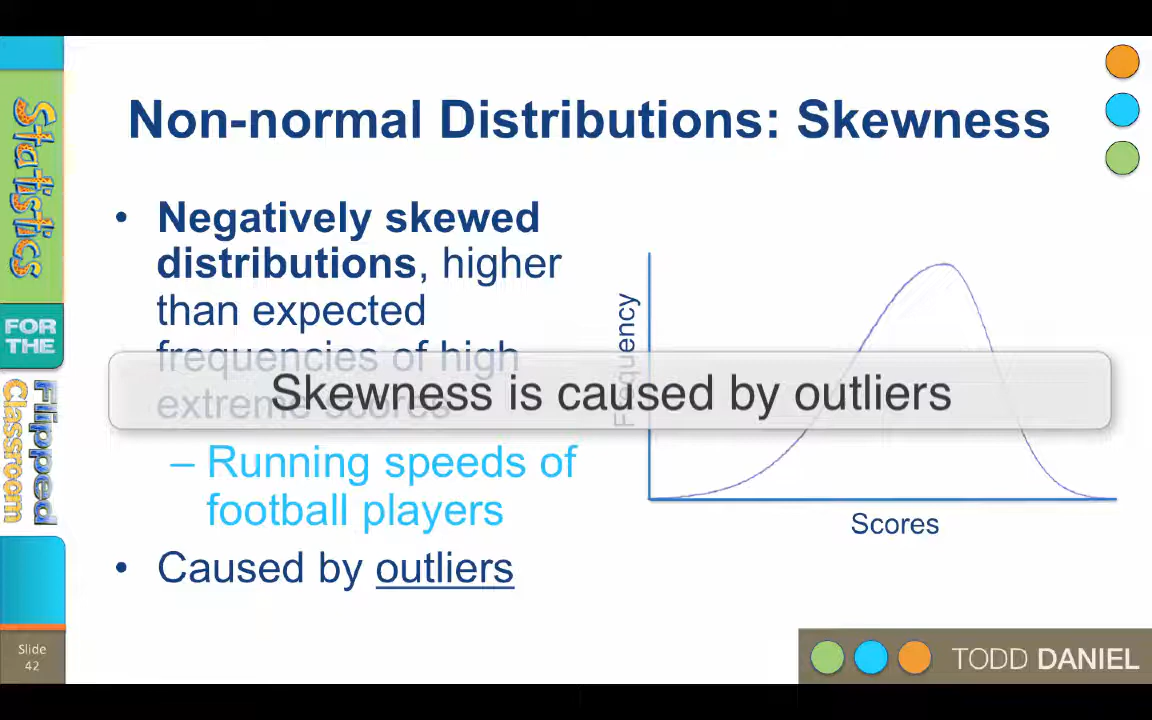 Non-normal Distributions: Skewness
• Negatively skewed
distributions, higher
than expected
frequencies of high
extreme scores
– Running speeds of
football players
• Caused by outliers
Skewness is caused by outliers
Frequency
Scores
Statistics
FOR
THE
Flipped
Classroom
Slide
42
TODD DANIEL